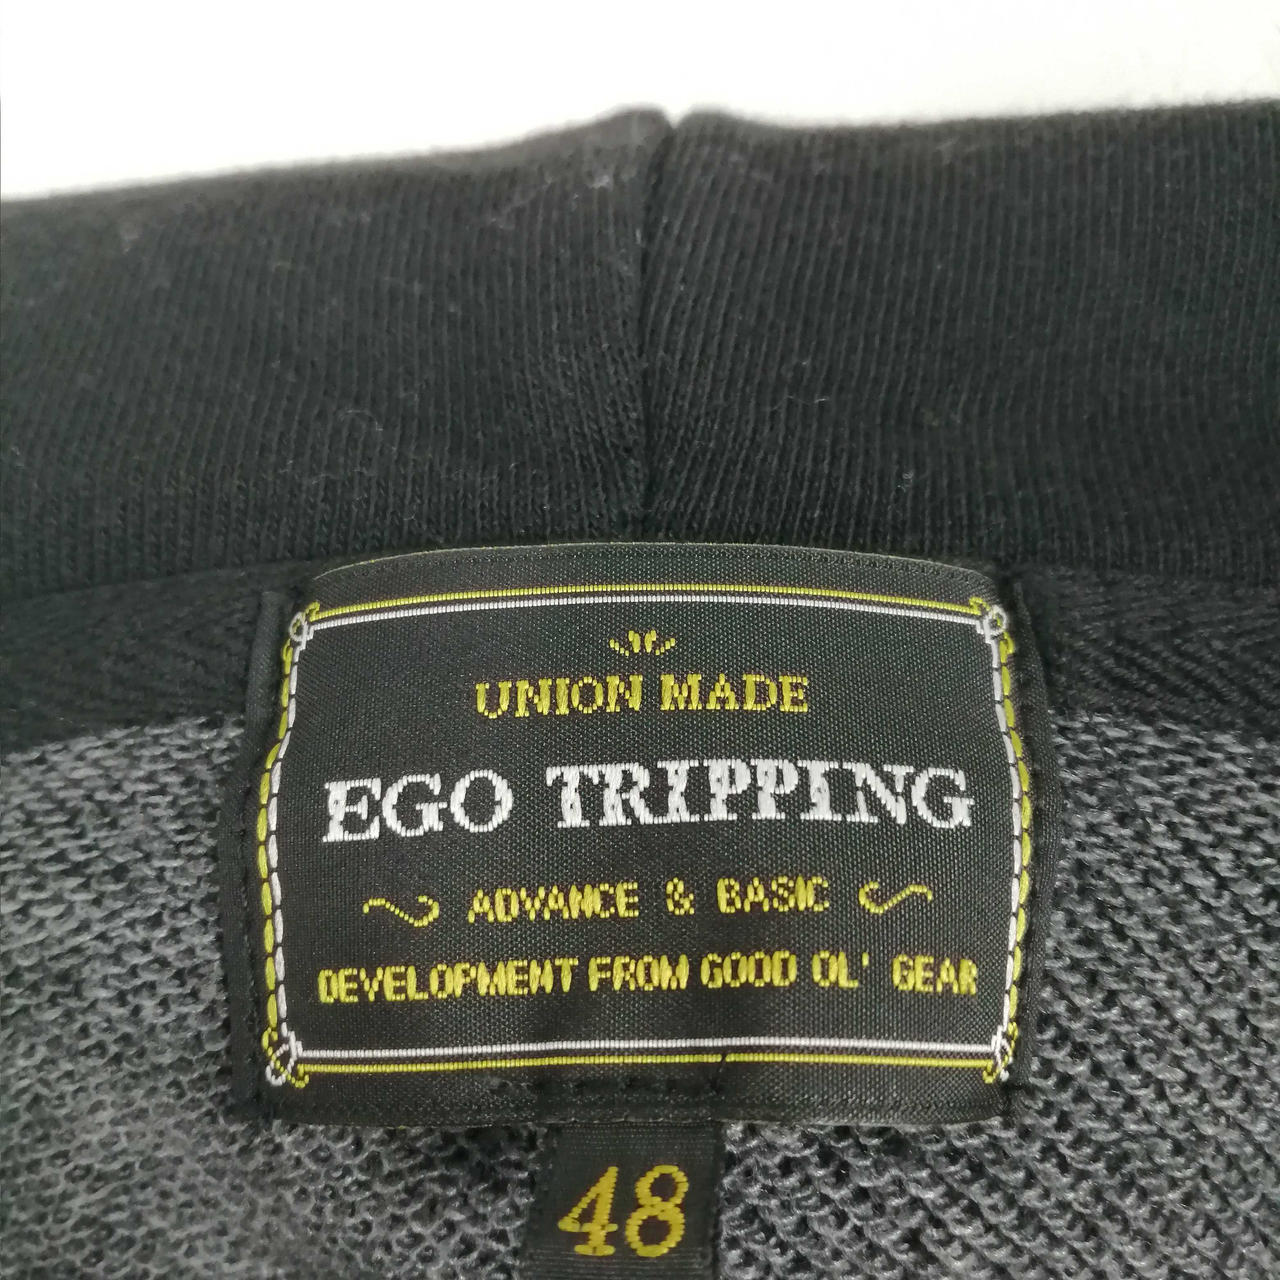 UNION MADE
EGO TRIPPING
ADVANCE & BASIC
DEVELOPMENT FROM GOOD OL' GEAR
48